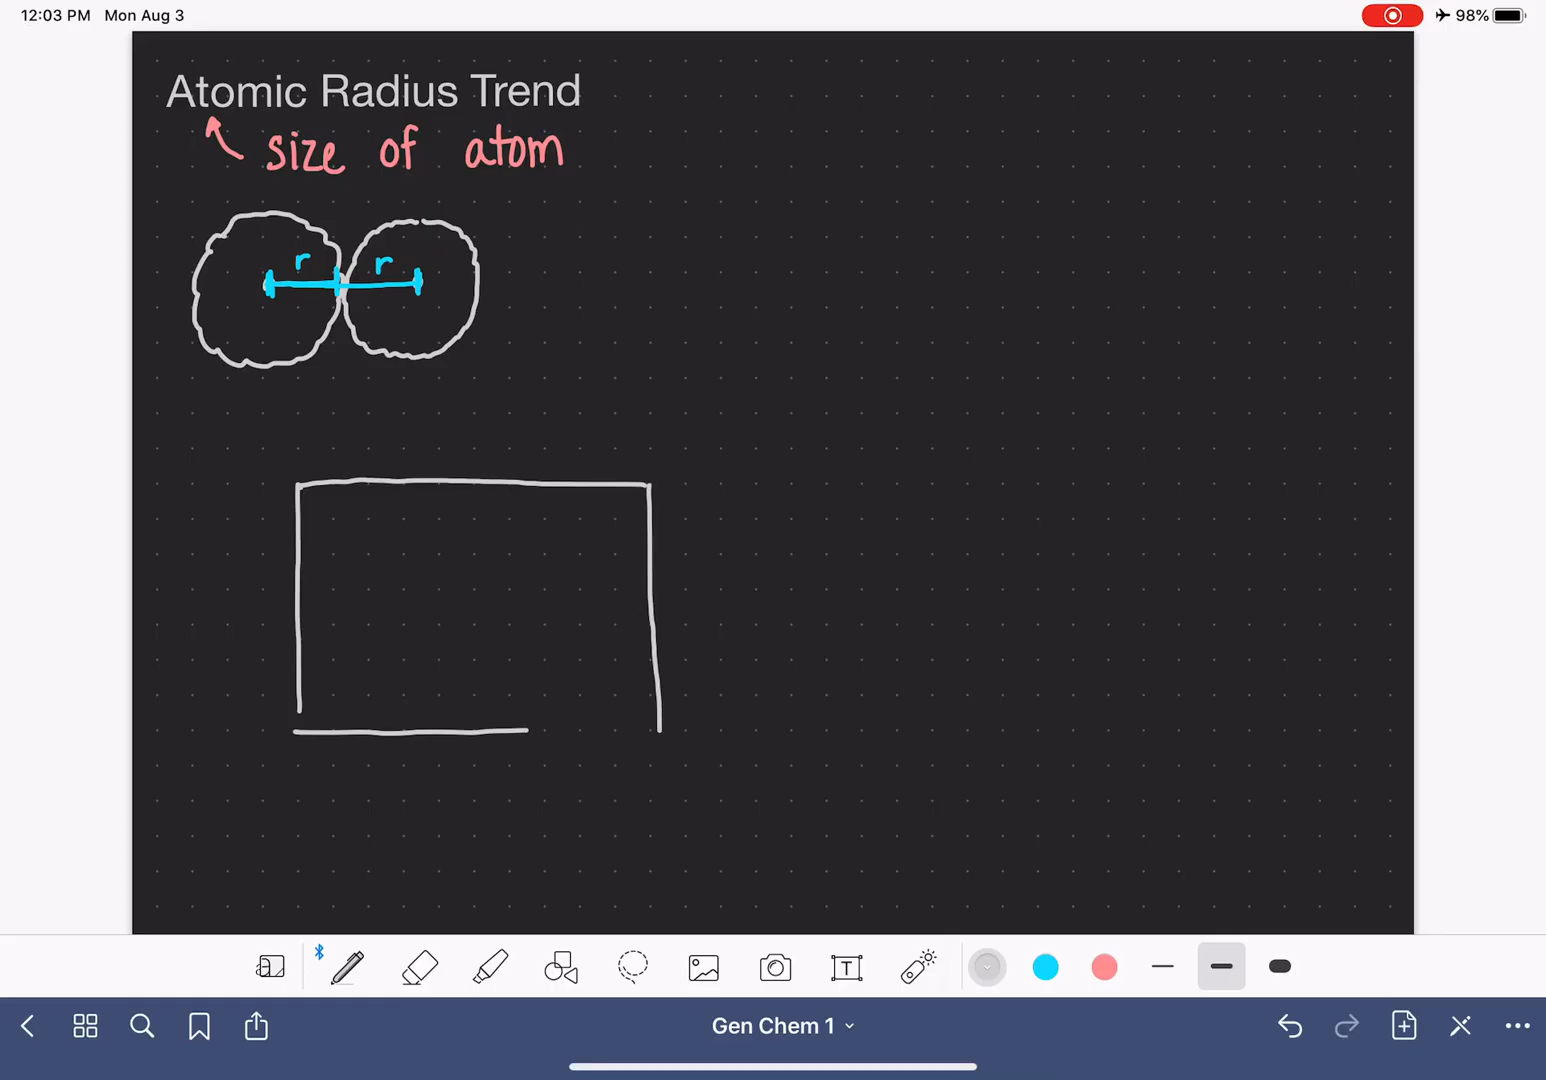 12:03 PM Mon Aug 3
98%
Atomic Radius Trend
size of atom
r r
T
Gen Chem 1